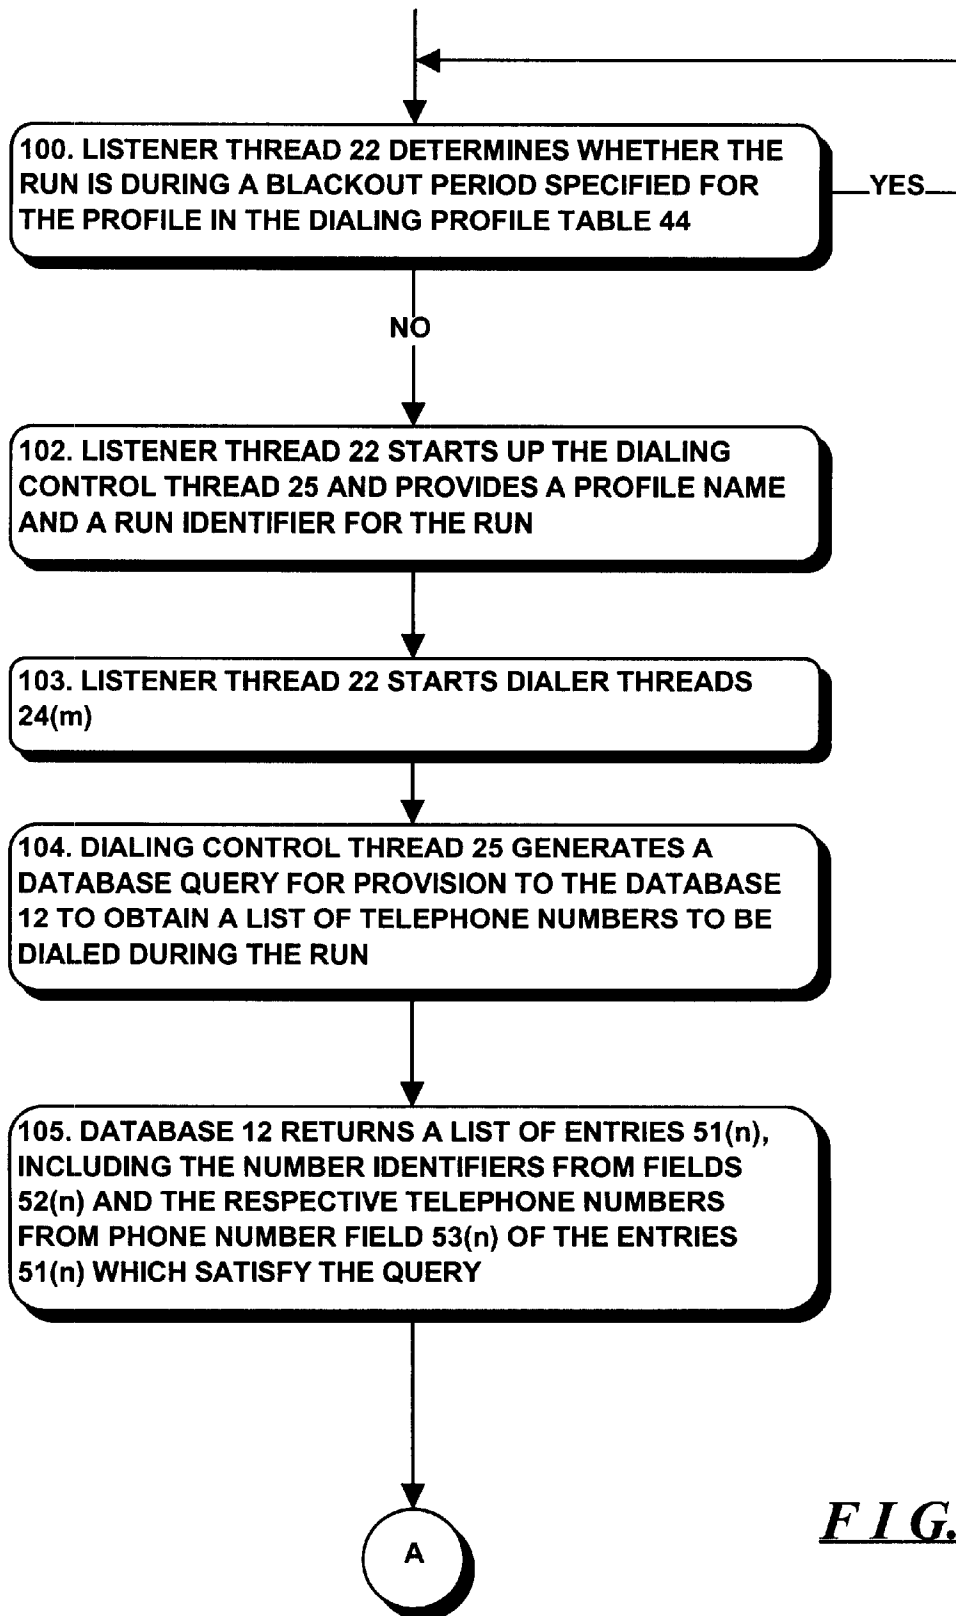 100. LISTENER THREAD 22 DETERMINES WHETHER THE
RUN IS DURING A BLACKOUT PERIOD SPECIFIED FOR
THE PROFILE IN THE DIALING PROFILE TABLE 44
YES
NO
102. LISTENER THREAD 22 STARTS UP THE DIALING
CONTROL THREAD 25 AND PROVIDES A PROFILE NAME
AND A RUN IDENTIFIER FOR THE RUN
103. LISTENER THREAD 22 STARTS DIALER THREADS
24(m)
104. DIALING CONTROL THREAD 25 GENERATES A
DATABASE QUERY FOR PROVISION TO THE DATABASE
12 TO OBTAIN A LIST OF TELEPHONE NUMBERS TO BE
DIALED DURING THE RUN
105. DATABASE 12 RETURNS A LIST OF ENTRIES 51(n),
INCLUDING THE NUMBER IDENTIFIERS FROM FIELDS
52(n) AND THE RESPECTIVE TELEPHONE NUMBERS
FROM PHONE NUMBER FIELD 53(n) OF THE ENTRIES
51(n) WHICH SATISFY THE QUERY
FIG.
A